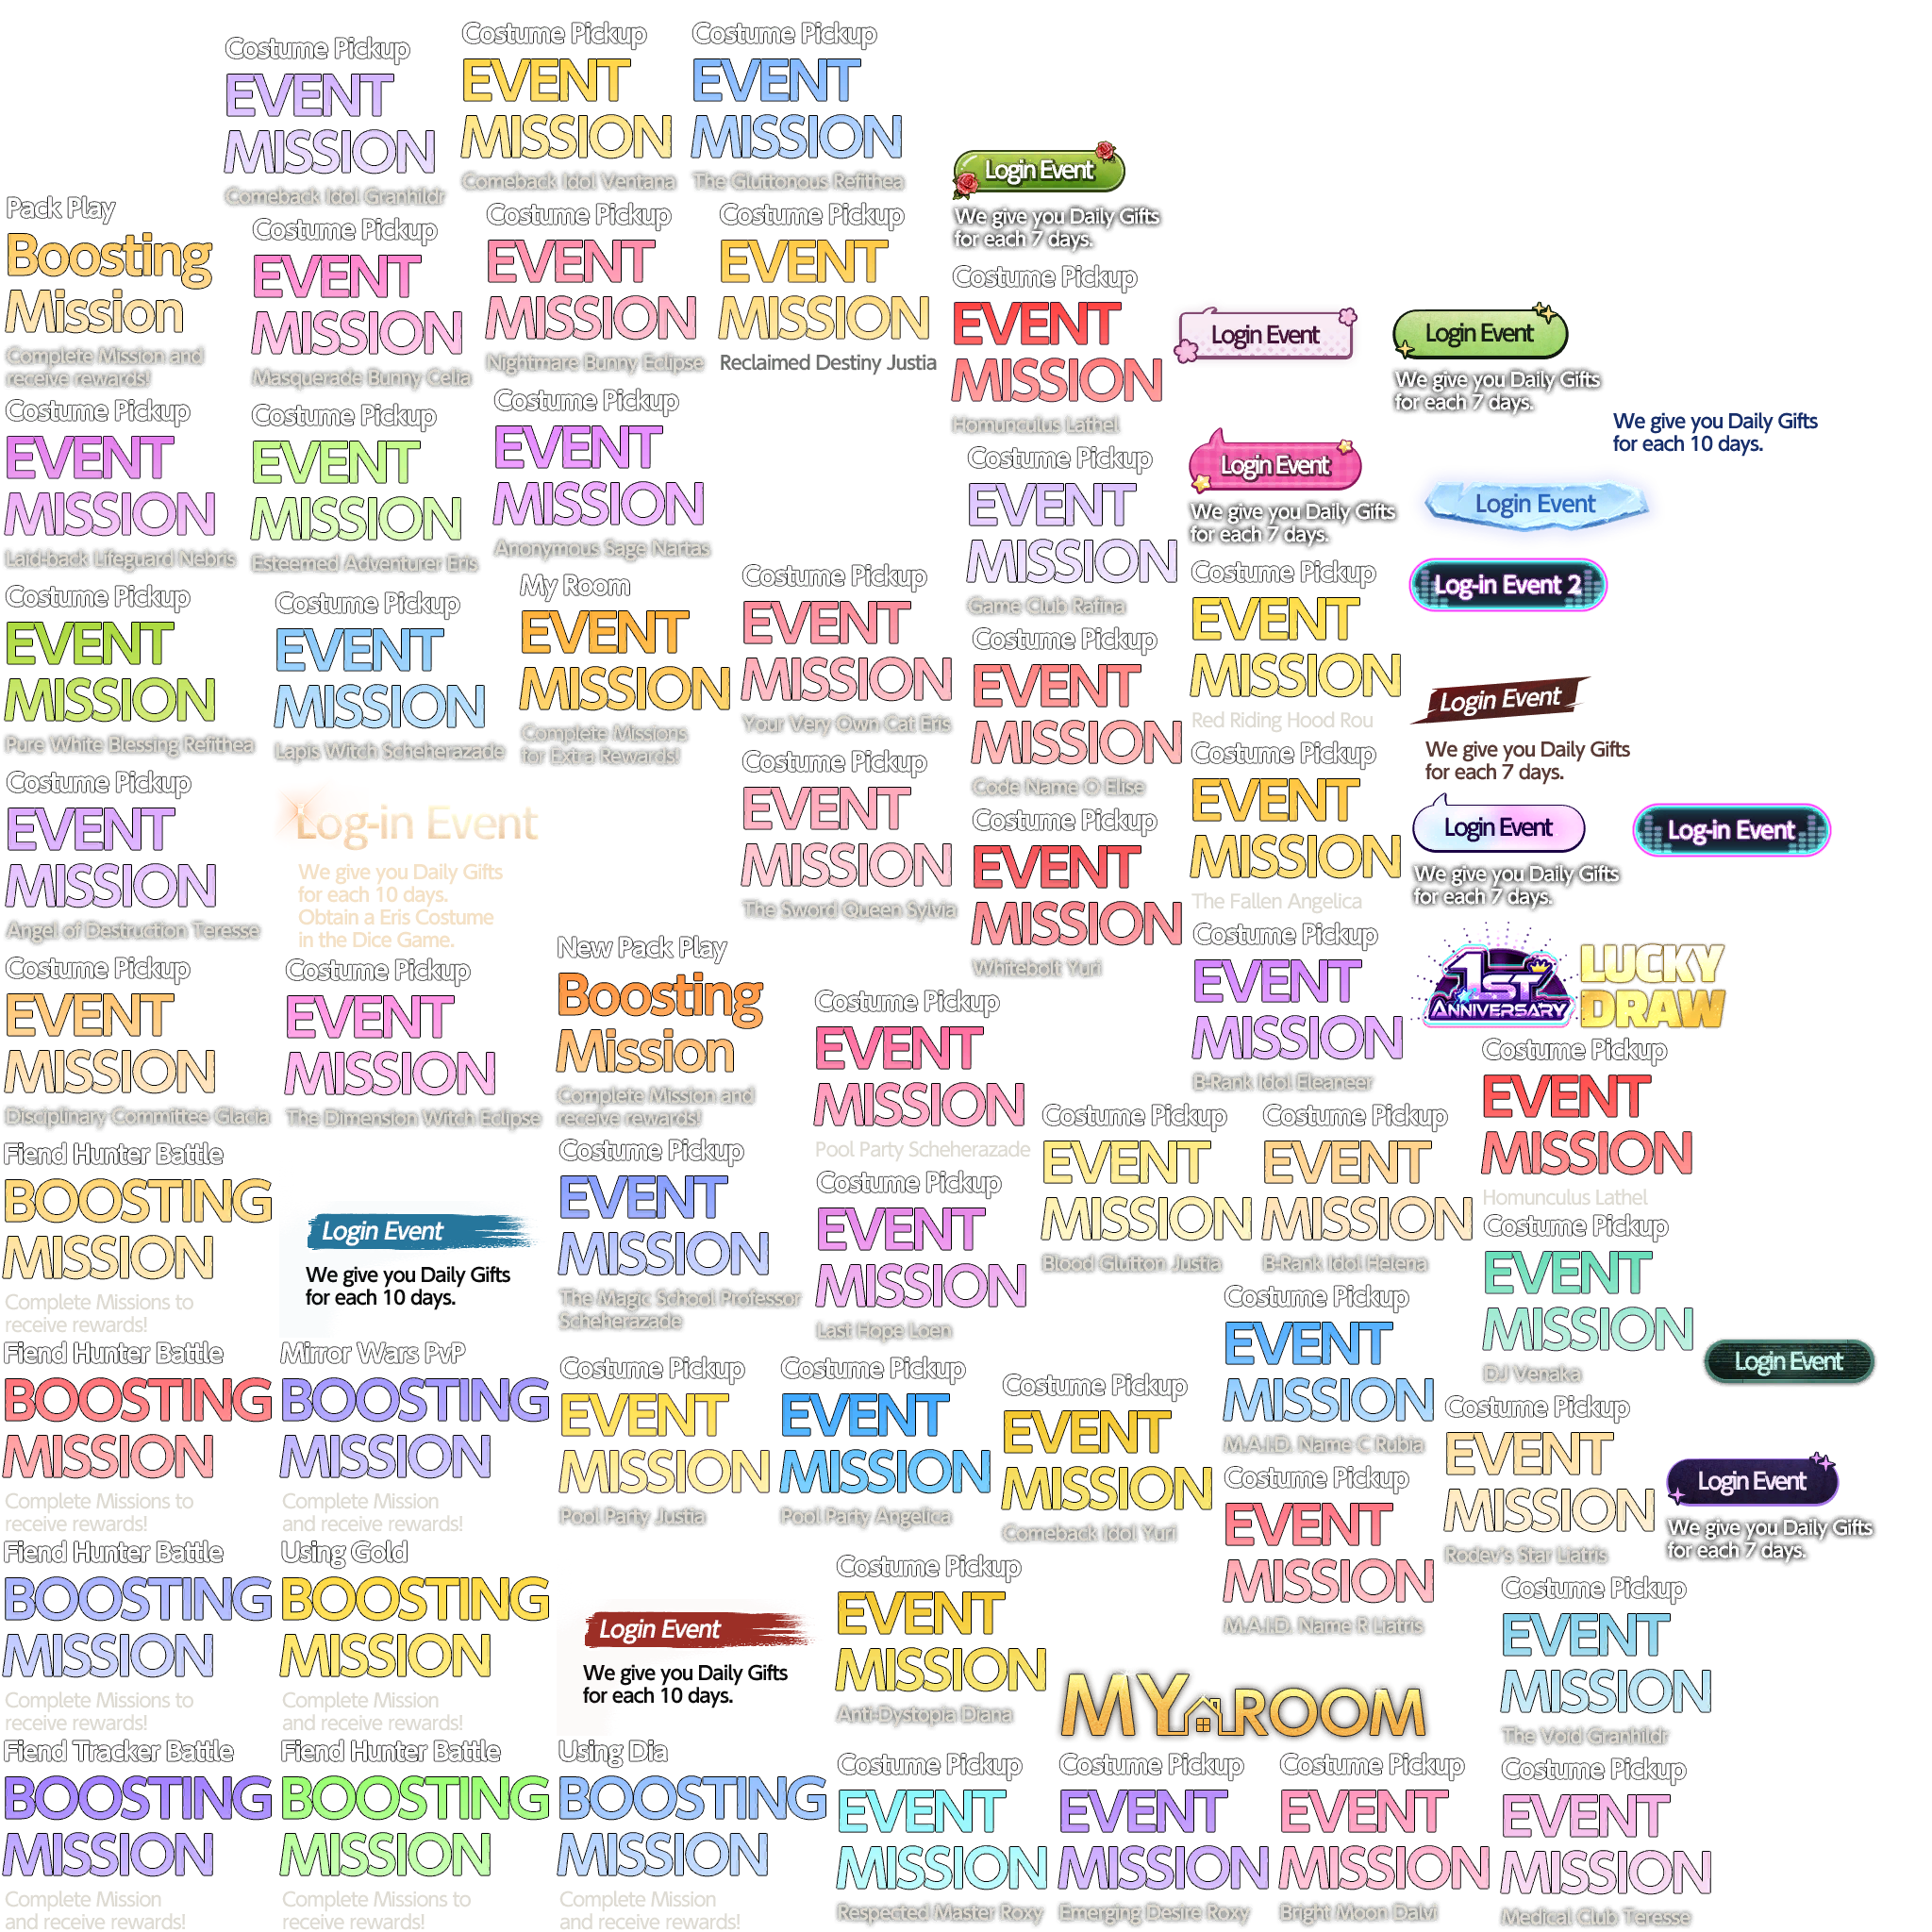 Costume Pickup
EVENT
MISSION
Comeback Idol Granhildr
Costume Pickup
EVENT
MISSION
Comeback Idol Ventana
Costume Pickup
EVENT
MISSION
The Gluttonous Refithea
Login Event
We give you Daily Gifts
for each 7 days.
Pack Play
Boosting
Mission
Complete Mission and
receive rewards!
Costume Pickup
EVENT
MISSION
Masquerade Bunny Celia
Costume Pickup
EVENT
MISSION
Nightmare Bunny Eclipse
Costume Pickup
EVENT
MISSION
Reclaimed Destiny Justia
Costume Pickup
EVENT
MISSION
Homunculus Lathel
Login Event
Login Event
We give you Daily Gifts
for each 7 days.
We give you Daily Gifts
for each 10 days.
Costume Pickup
EVENT
MISSION
Laid-back Lifeguard Nebris
Costume Pickup
EVENT
MISSION
Esteemed Adventurer Eris
Costume Pickup
EVENT
MISSION
Anonymous Sage Nartas
Costume Pickup
EVENT
MISSION
Game Club Rafina
Login Event
We give you Daily Gifts
for each 7 days.
Login Event
Log-in Event 2
Costume Pickup
EVENT
MISSION
Pure White Blessing Refithea
Costume Pickup
EVENT
MISSION
Lapis Witch Scheherazade
My Room
EVENT
MISSION
Complete Missions
for Extra Rewards!
Costume Pickup
EVENT
MISSION
Your Very Own Cat Eris
Costume Pickup
EVENT
MISSION
Code Name O Elise
Costume Pickup
EVENT
MISSION
Red Riding Hood Rou
Login Event
We give you Daily Gifts
for each 7 days.
Costume Pickup
EVENT
MISSION
Angel of Destruction Teresse
Log-in Event
We give you Daily Gifts
for each 10 days.
Obtain a Eris Costume
in the Dice Game.
Costume Pickup
EVENT
MISSION
The Sword Queen Sylvia
Costume Pickup
EVENT
MISSION
Whitebolt Yuri
Costume Pickup
EVENT
MISSION
The Fallen Angelica
Login Event
We give you Daily Gifts
for each 7 days.
Log-in Event
Costume Pickup
EVENT
MISSION
Disciplinary Committee Glacia
Costume Pickup
EVENT
MISSION
The Dimension Witch Eclipse
New Pack Play
Boosting
Mission
Complete Mission and
receive rewards!
Costume Pickup
EVENT
MISSION
Pool Party Scheherazade
Costume Pickup
EVENT
MISSION
B-Rank Idol Eleaneer
1ST
ANNIVERSARY
LUCKY
DRAW
Costume Pickup
EVENT
MISSION
Homunculus Lathel
Fiend Hunter Battle
BOOSTING
MISSION
Complete Missions to
receive rewards!
Login Event
We give you Daily Gifts
for each 10 days.
Costume Pickup
EVENT
MISSION
The Magic School Professor
Scheherazade
Costume Pickup
EVENT
MISSION
Last Hope Loen
Costume Pickup
EVENT
MISSION
Blood Glutton Justia
Costume Pickup
EVENT
MISSION
B-Rank Idol Helena
Costume Pickup
EVENT
MISSION
DJ Venaka
Login Event
Fiend Hunter Battle
BOOSTING
MISSION
Complete Missions to
receive rewards!
Mirror Wars PvP
BOOSTING
MISSION
Complete Mission
and receive rewards!
Costume Pickup
EVENT
MISSION
Pool Party Justia
Costume Pickup
EVENT
MISSION
Pool Party Angelica
Costume Pickup
EVENT
MISSION
Comeback Idol Yuri
Costume Pickup
EVENT
MISSION
M.A.I.D. Name C Rubia
Costume Pickup
EVENT
MISSION
Rodev's Star Liatris
Login Event
We give you Daily Gifts
for each 7 days.
Fiend Hunter Battle
BOOSTING
MISSION
Complete Missions to
receive rewards!
Using Gold
BOOSTING
MISSION
Complete Mission
and receive rewards!
Login Event
We give you Daily Gifts
for each 10 days.
Costume Pickup
EVENT
MISSION
Anti-Dystopia Diana
Costume Pickup
EVENT
MISSION
M.A.I.D. Name R Liatris
MY ROOM
Costume Pickup
EVENT
MISSION
The Void Granhildr
Fiend Tracker Battle
BOOSTING
MISSION
Complete Mission
and receive rewards!
Fiend Hunter Battle
BOOSTING
MISSION
Complete Missions to
receive rewards!
Using Dia
BOOSTING
MISSION
Complete Mission
and receive rewards!
Costume Pickup
EVENT
MISSION
Respected Master Roxy
Costume Pickup
EVENT
MISSION
Emerging Desire Roxy
Costume Pickup
EVENT
MISSION
Bright Moon Dalvi
Costume Pickup
EVENT
MISSION
Medical Club Teresse